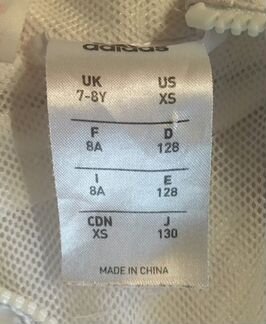 adidas
UK US
7-8Y XS
F D
8A 128
I E
8A 128
CDN J
XS 130
MADE IN CHINA